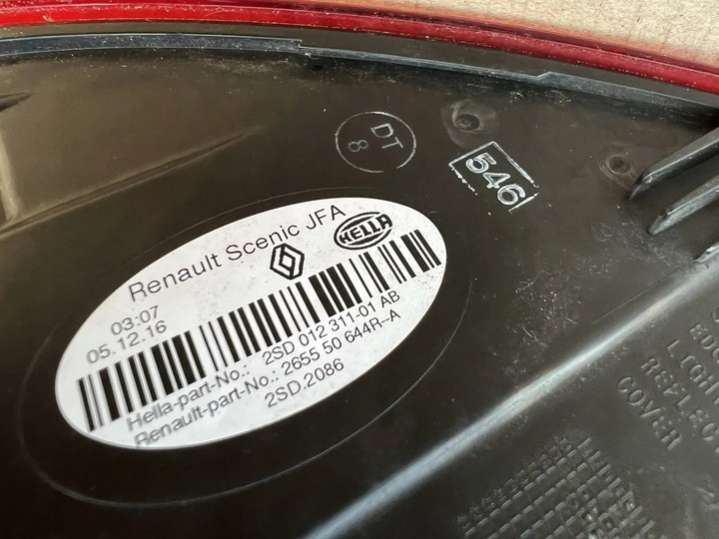 DT
8
546
Renault Scenic JFA
HELLA
03:07
05.12.16
Hella-part-No.: 2SD 012 311-01 AB
Renault-part-No.: 2655 50 644R-A
2SD.2086
COVER